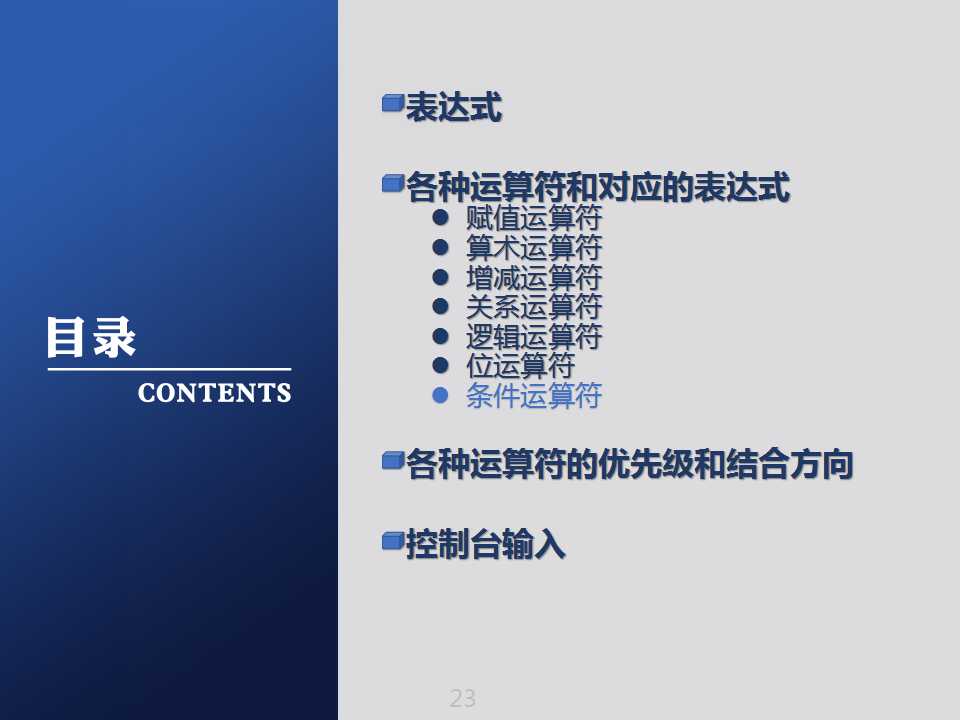 目录
CONTENTS
表达式
各种运算符和对应的表达式
赋值运算符
算术运算符
增减运算符
关系运算符
逻辑运算符
位运算符
条件运算符
各种运算符的优先级和结合方向
控制台输入
23